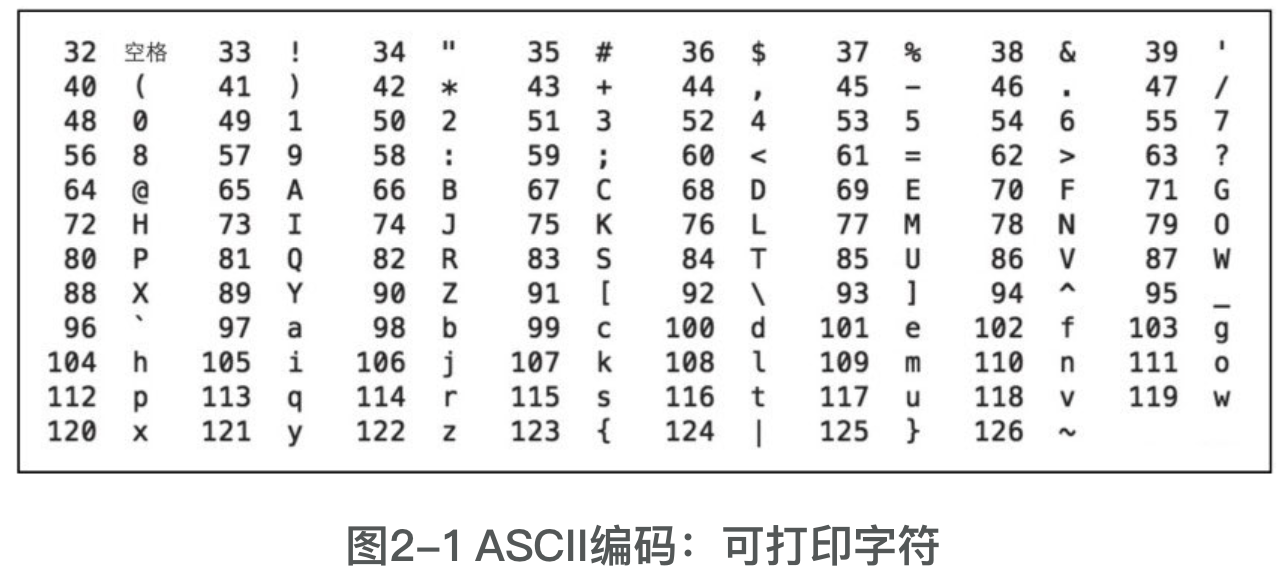 32 空格 33 ! 34 " 35 # 36 $ 37 % 38 & 39 '
40 ( 41 ) 42 * 43 + 44 , 45 - 46 . 47 /
48 0 49 1 50 2 51 3 52 4 53 5 54 6 55 7
56 8 57 9 58 : 59 ; 60 < 61 = 62 > 63 ?
64 @ 65 A 66 B 67 C 68 D 69 E 70 F 71 G
72 H 73 I 74 J 75 K 76 L 77 M 78 N 79 O
80 P 81 Q 82 R 83 S 84 T 85 U 86 V 87 W
88 X 89 Y 90 Z 91 [ 92 \ 93 ] 94 ^ 95 _
96 ` 97 a 98 b 99 c 100 d 101 e 102 f 103 g
104 h 105 i 106 j 107 k 108 l 109 m 110 n 111 o
112 p 113 q 114 r 115 s 116 t 117 u 118 v 119 w
120 x 121 y 122 z 123 { 124 | 125 } 126 ~
图2-1 ASCII编码：可打印字符